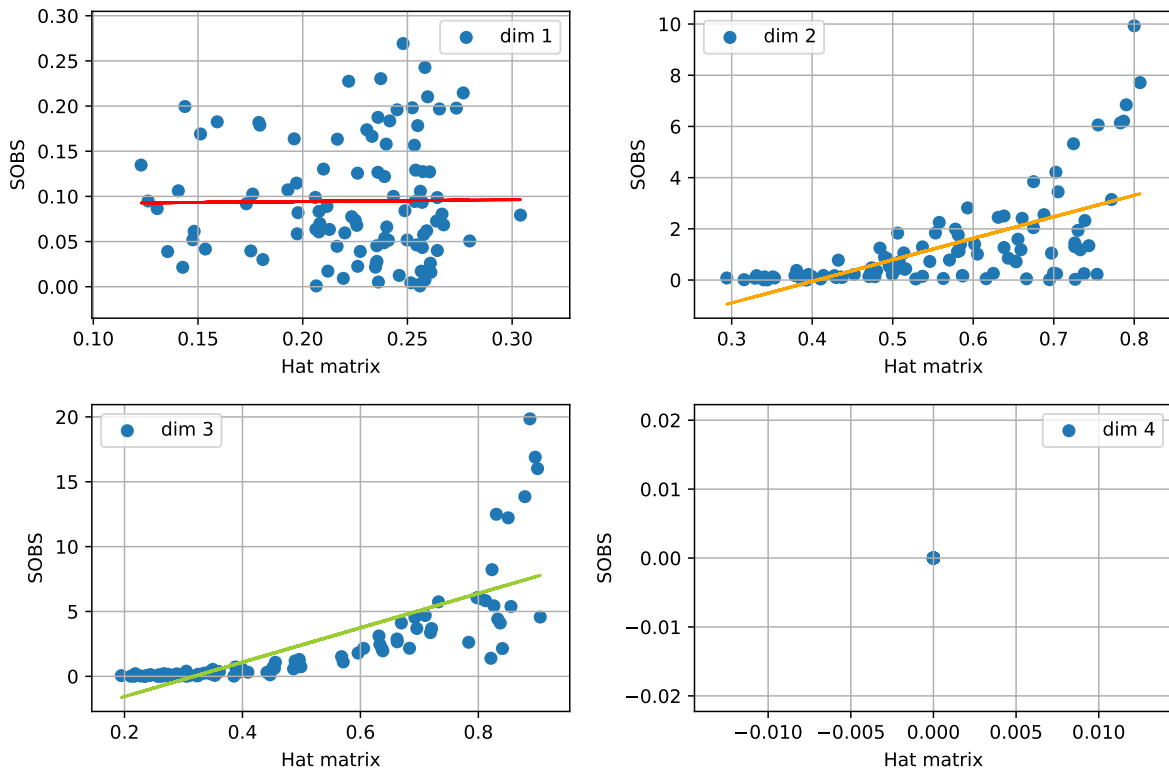 0.30
0.25
0.20
0.15
0.10
0.05
0.00
SOBS
dim 1
0.10 0.15 0.20 0.25 0.30
Hat matrix
10
8
6
4
2
0
SOBS
dim 2
0.3 0.4 0.5 0.6 0.7 0.8
Hat matrix
20
15
10
5
0
SOBS
dim 3
0.2 0.4 0.6 0.8
Hat matrix
0.02
0.01
0.00
−0.01
−0.02
SOBS
dim 4
−0.010 −0.005 0.000 0.005 0.010
Hat matrix